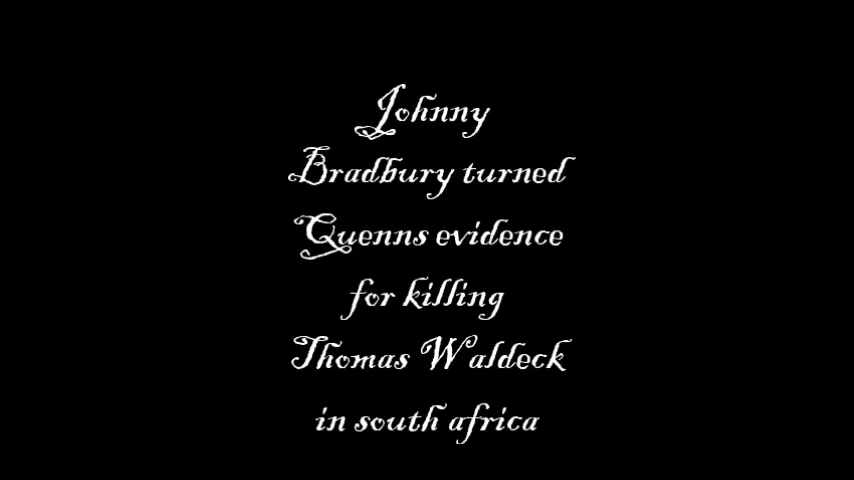 Johnny
Bradbury turned
Quenns evidence
for killing
Thomas Waldeck
in south africa